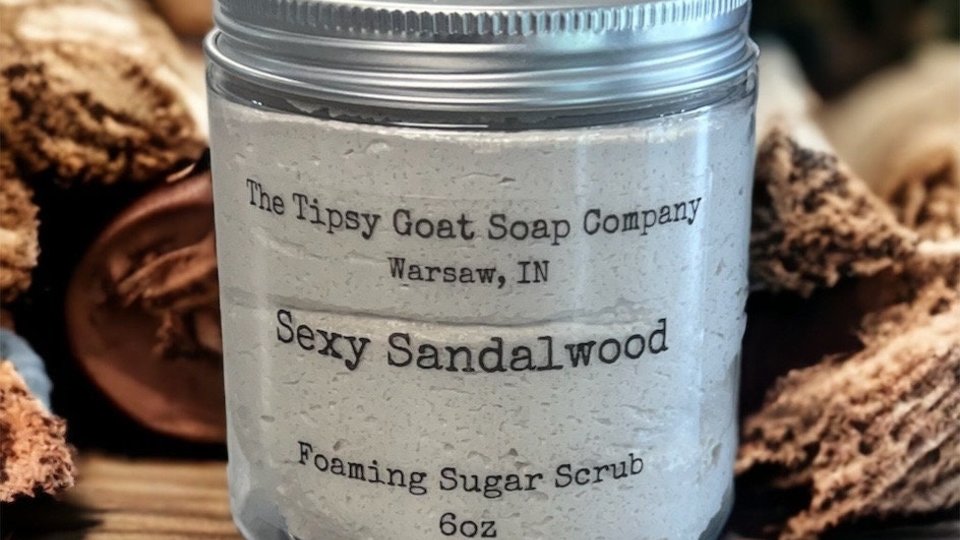 The Tipsy Goat Soap Company
Warsaw, IN
Sexy Sandalwood
Foaming Sugar Scrub
6oz